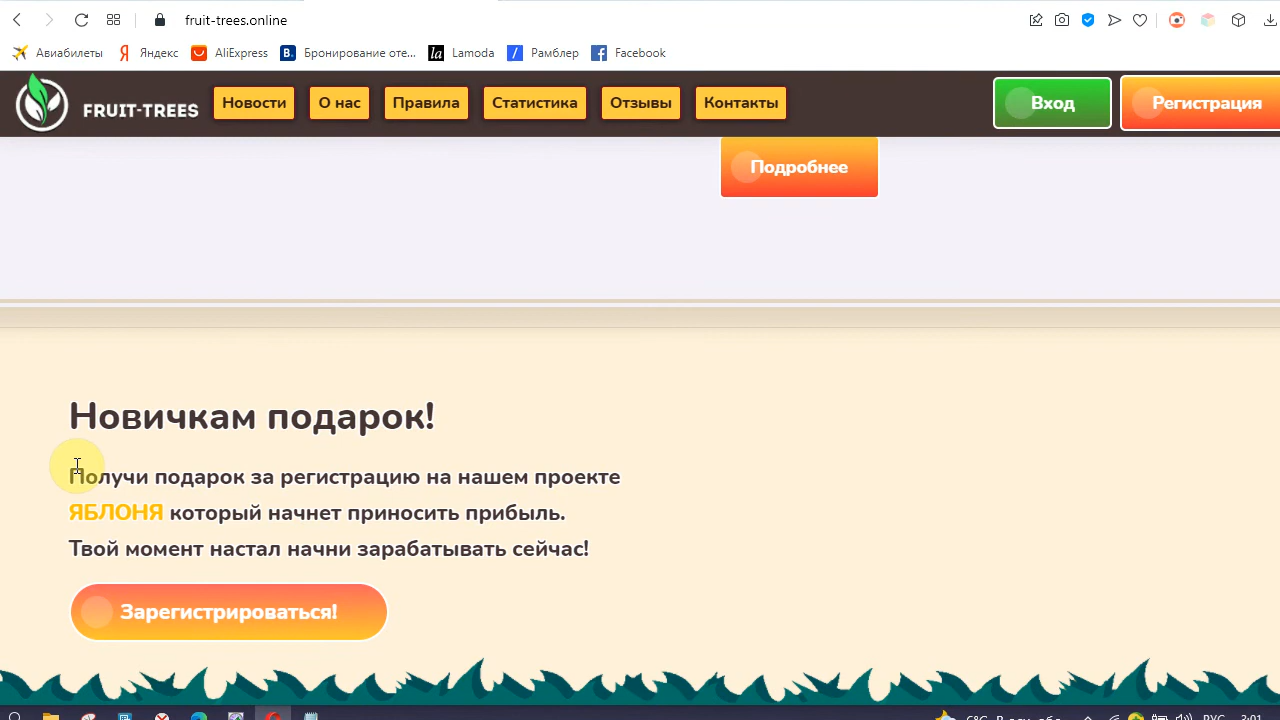 fruit-trees.online
Авиабилеты Яндекс AliExpress Бронирование оте... Lamoda Рамблер Facebook
FRUIT-TREES Новости О нас Правила Статистика Отзывы Контакты Вход Регистрация
Подробнее
Новичкам подарок!
Получи подарок за регистрацию на нашем проекте
ЯБЛОНЯ который начнет приносить прибыль.
Твой момент настал начни зарабатывать сейчас!
Зарегистрироваться!